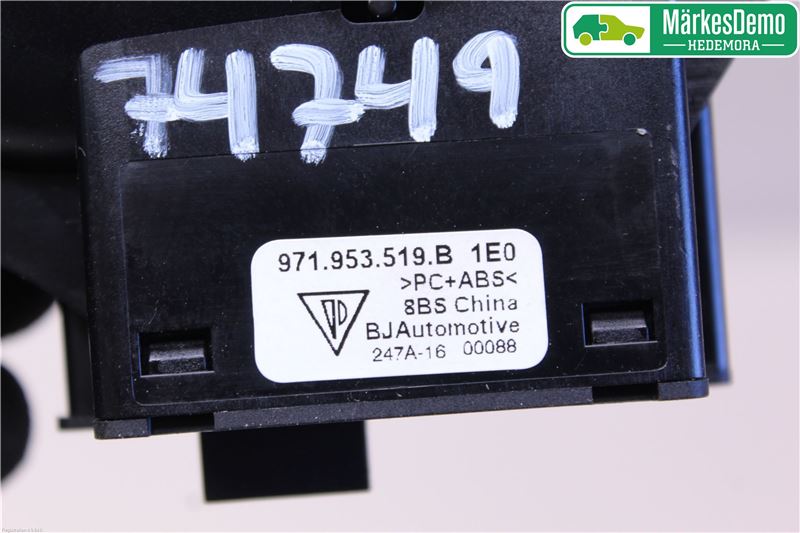 MärkesDemo
HEDEMORA
74749
971.953.519.B 1E0
>PC+ABS<
8BS China
BJAutomotive
247A-16 00088